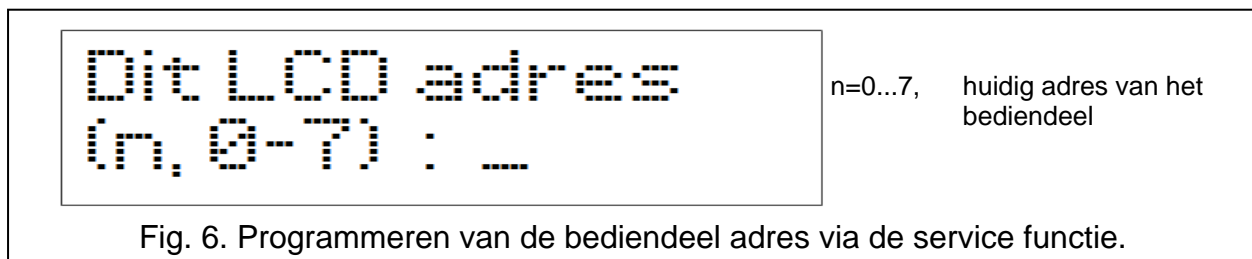 Dit LCD adres
(n, 0-7) : _
n=0...7, huidig adres van het
bediendeel
Fig. 6. Programmeren van de bediendeel adres via de service functie.